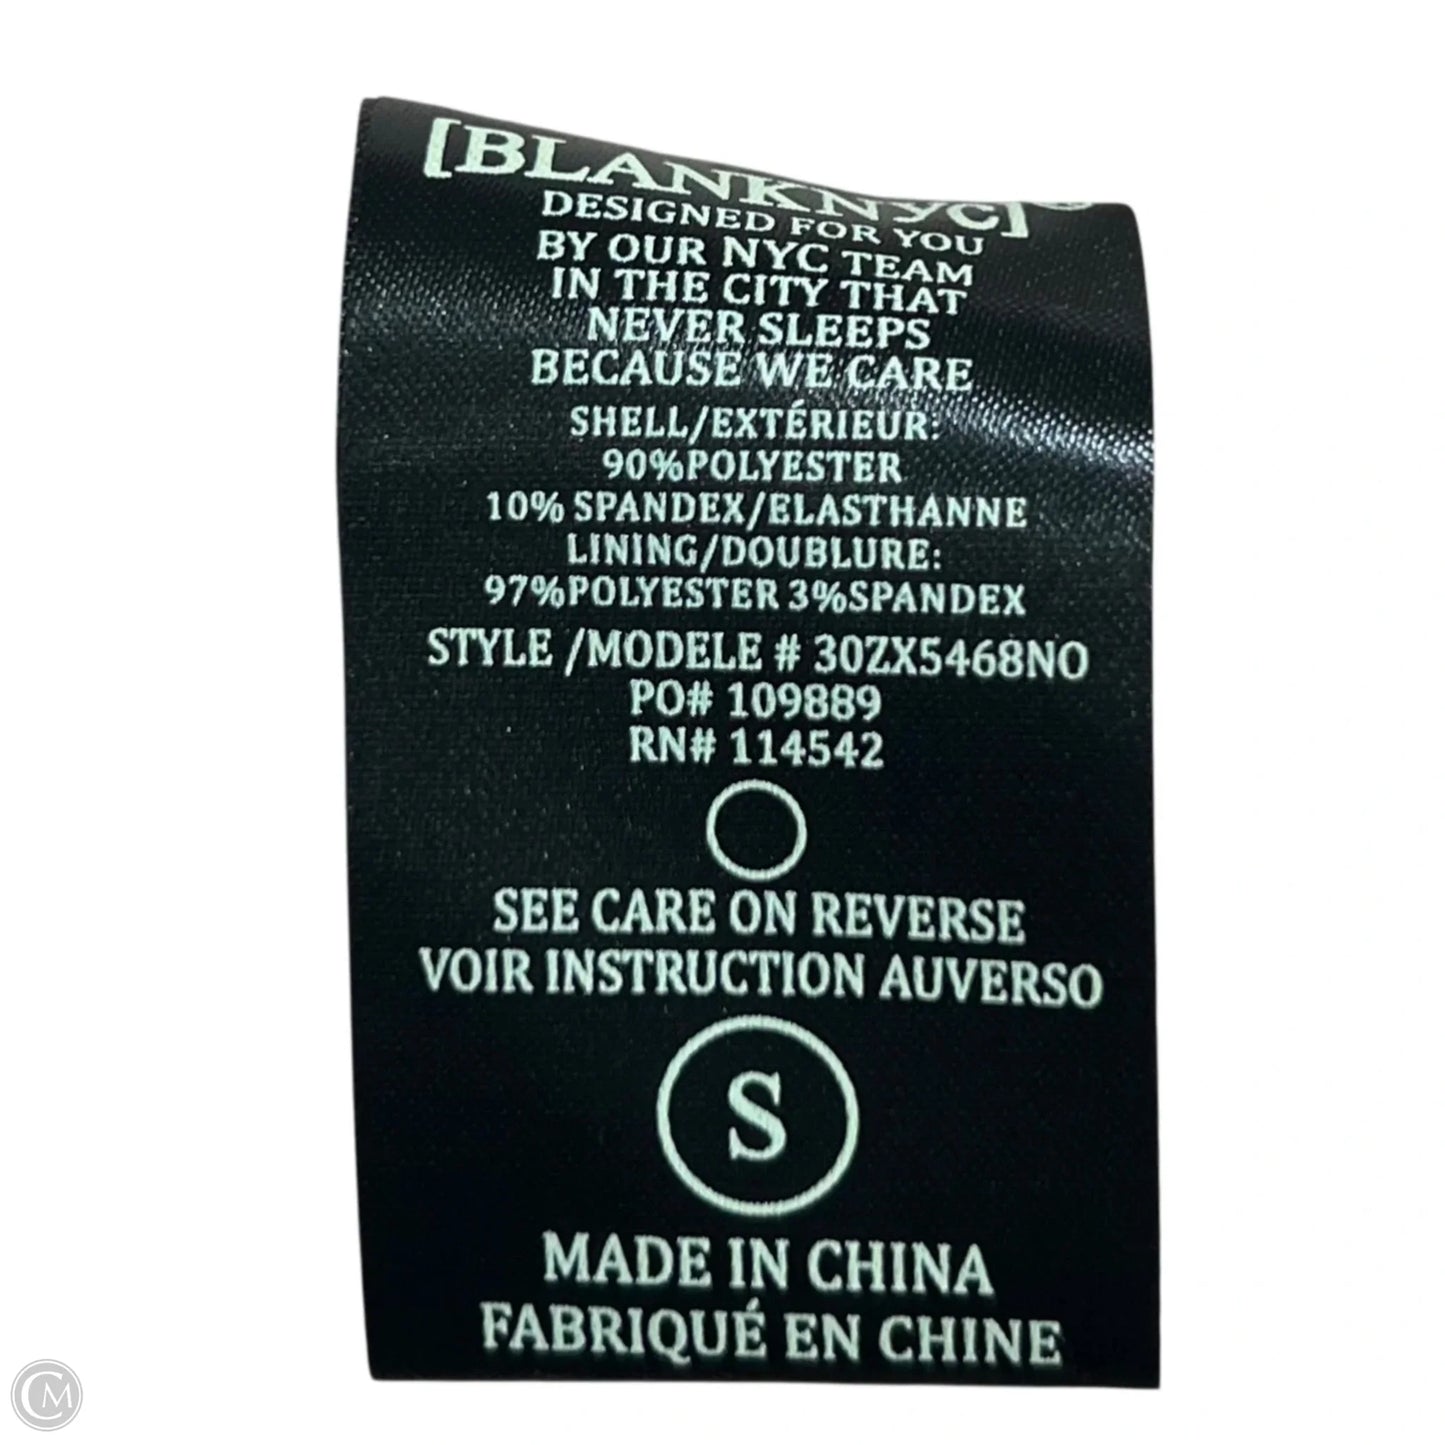 [BLANKNYC]
DESIGNED FOR YOU
BY OUR NYC TEAM
IN THE CITY THAT
NEVER SLEEPS
BECAUSE WE CARE
SHELL/EXTÉRIEUR:
90%POLYESTER
10% SPANDEX/ELASTHANNE
LINING/DOUBLURE:
97%POLYESTER 3%SPANDEX
STYLE /MODELE # 30ZX5468NO
PO# 109889
RN# 114542
SEE CARE ON REVERSE
VOIR INSTRUCTION AUVERSO
S
MADE IN CHINA
FABRIQUÉ EN CHINE
CM